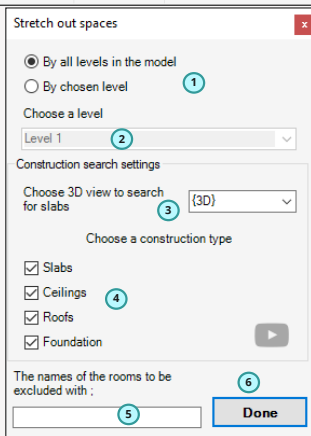 Stretch out spaces
x
By all levels in the model
By chosen level
1
Choose a level
Level 1
2
Construction search settings
Choose 3D view to search
for slabs
3
{3D}
Choose a construction type
Slabs
Ceilings
4
Roofs
Foundation
The names of the rooms to be
excluded with ;
6
5
Done